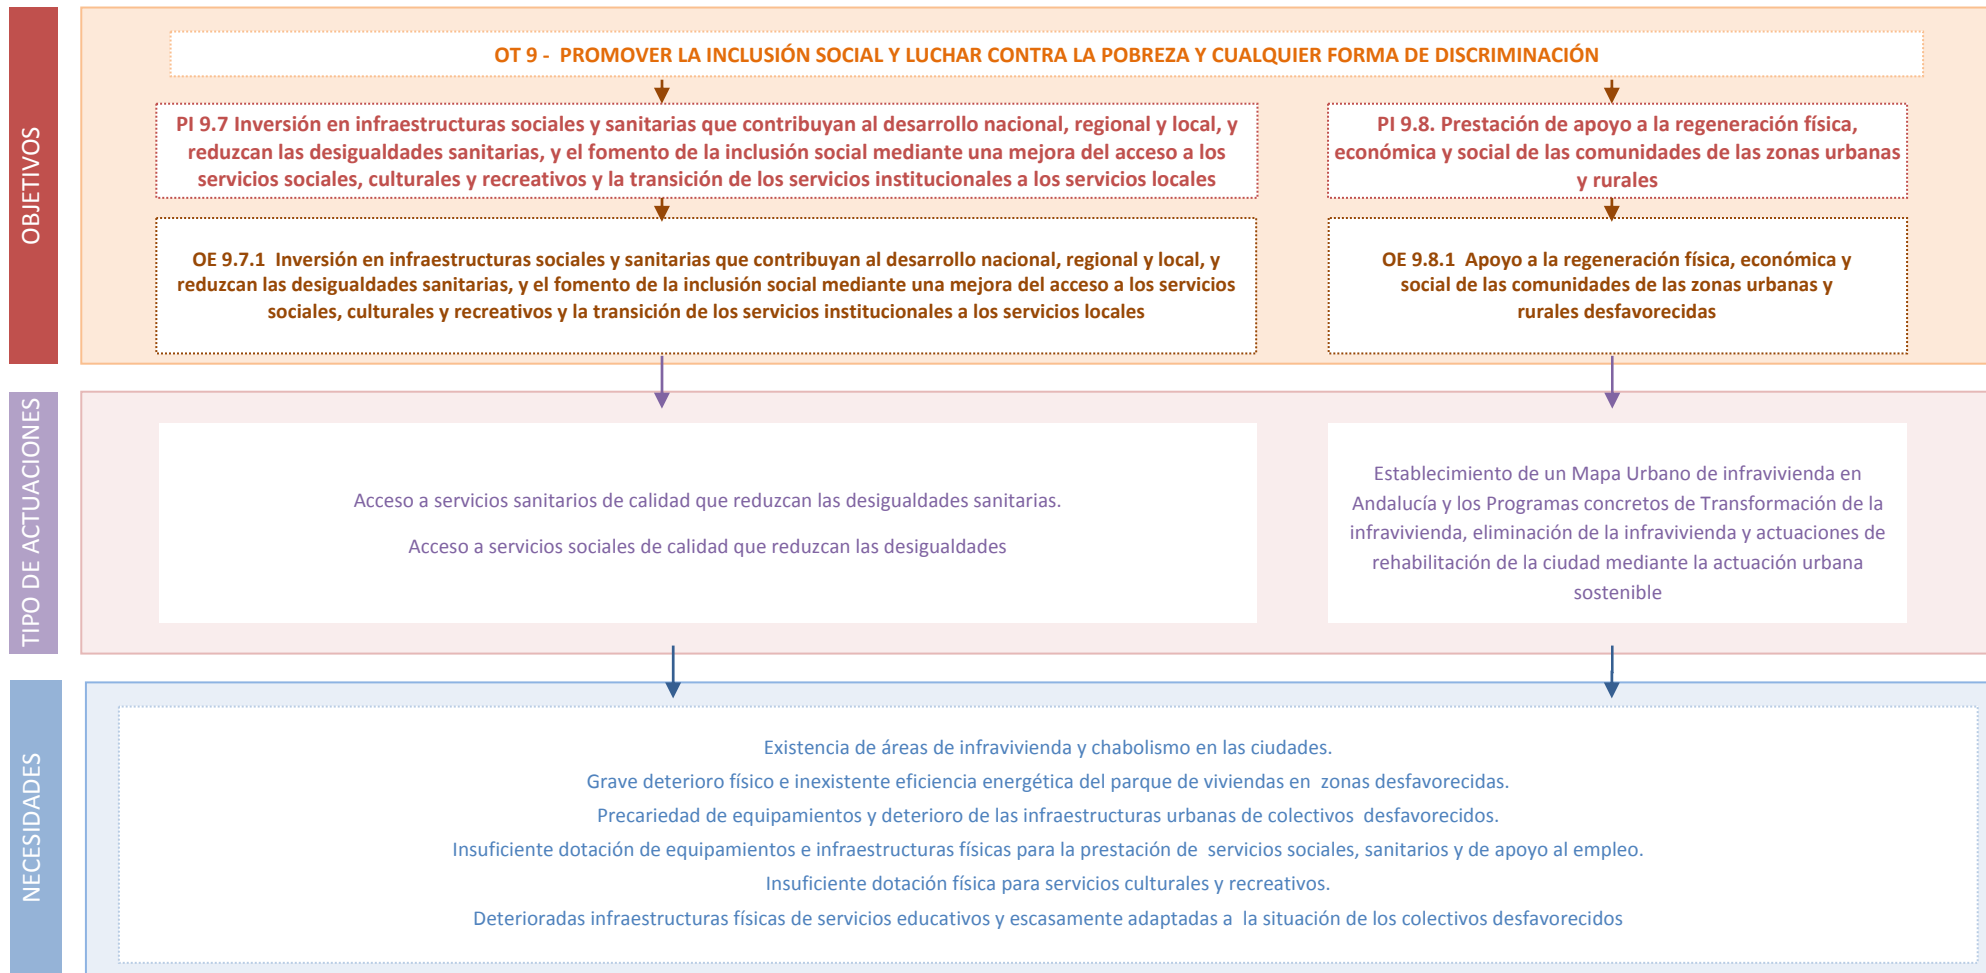 OBJETIVOS
OT 9 - PROMOVER LA INCLUSIÓN SOCIAL Y LUCHAR CONTRA LA POBREZA Y CUALQUIER FORMA DE DISCRIMINACIÓN
PI 9.7 Inversión en infraestructuras sociales y sanitarias que contribuyan al desarrollo nacional, regional y local, y
reduzcan las desigualdades sanitarias, y el fomento de la inclusión social mediante una mejora del acceso a los
servicios sociales, culturales y recreativos y la transición de los servicios institucionales a los servicios locales
PI 9.8. Prestación de apoyo a la regeneración física,
económica y social de las comunidades de las zonas urbanas
y rurales
OE 9.7.1 Inversión en infraestructuras sociales y sanitarias que contribuyan al desarrollo nacional, regional y local, y
reduzcan las desigualdades sanitarias, y el fomento de la inclusión social mediante una mejora del acceso a los servicios
sociales, culturales y recreativos y la transición de los servicios institucionales a los servicios locales
OE 9.8.1 Apoyo a la regeneración física, económica y
social de las comunidades de las zonas urbanas y
rurales desfavorecidas
TIPO DE ACTUACIONES
Acceso a servicios sanitarios de calidad que reduzcan las desigualdades sanitarias.
Acceso a servicios sociales de calidad que reduzcan las desigualdades
Establecimiento de un Mapa Urbano de infravivienda en
Andalucía y los Programas concretos de Transformación de la
infravivienda, eliminación de la infravivienda y actuaciones de
rehabilitación de la ciudad mediante la actuación urbana
sostenible
NECESIDADES
Existencia de áreas de infravivienda y chabolismo en las ciudades.
Grave deterioro físico e inexistente eficiencia energética del parque de viviendas en zonas desfavorecidas.
Precariedad de equipamientos y deterioro de las infraestructuras urbanas de colectivos desfavorecidos.
Insuficiente dotación de equipamientos e infraestructuras físicas para la prestación de servicios sociales, sanitarios y de apoyo al empleo.
Insuficiente dotación física para servicios culturales y recreativos.
Deterioradas infraestructuras físicas de servicios educativos y escasamente adaptadas a la situación de los colectivos desfavorecidos